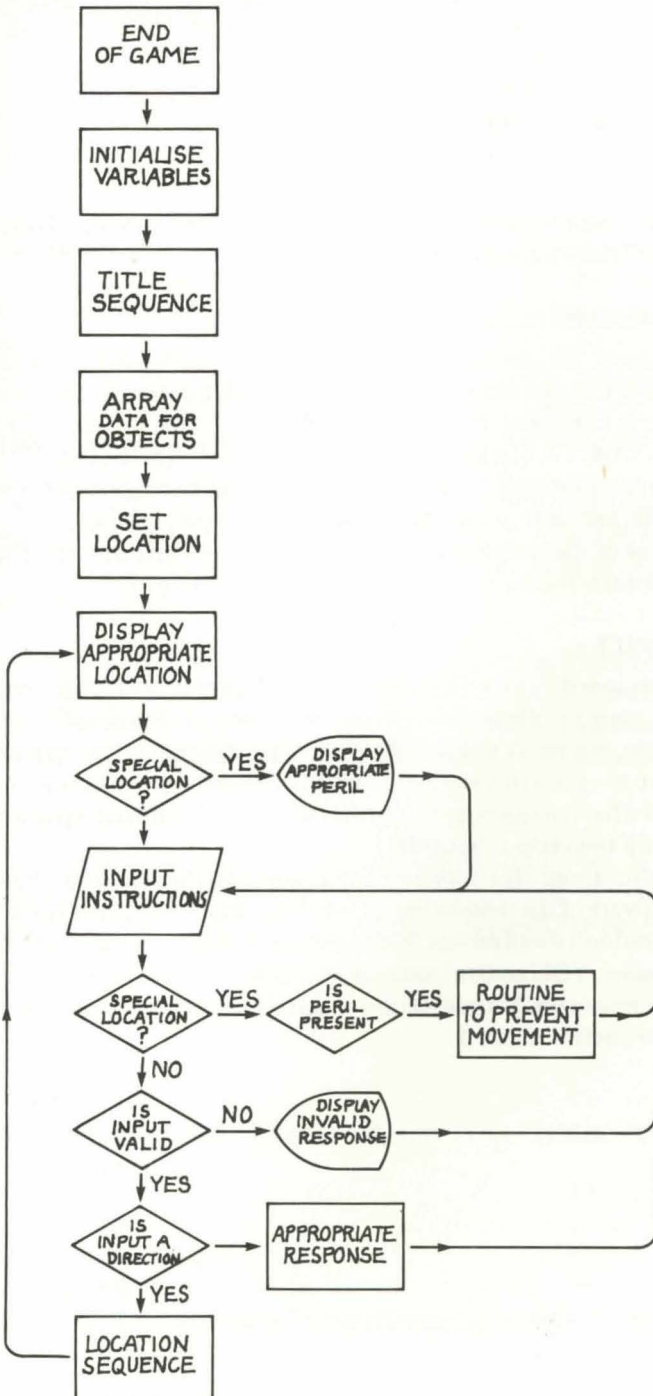 END
OF GAME
INITIALISE
VARIABLES
TITLE
SEQUENCE
ARRAY
DATA FOR
OBJECTS
SET
LOCATION
DISPLAY
APPROPRIATE
LOCATION
SPECIAL
LOCATION
?
YES
DISPLAY
APPROPRIATE
PERIL
INPUT
INSTRUCTIONS
SPECIAL
LOCATION
?
YES
IS
PERIL
PRESENT
YES
ROUTINE
TO PREVENT
MOVEMENT
NO
IS
INPUT
VALID
NO
DISPLAY
INVALID
RESPONSE
YES
IS
INPUT A
DIRECTION
APPROPRIATE
RESPONSE
YES
LOCATION
SEQUENCE